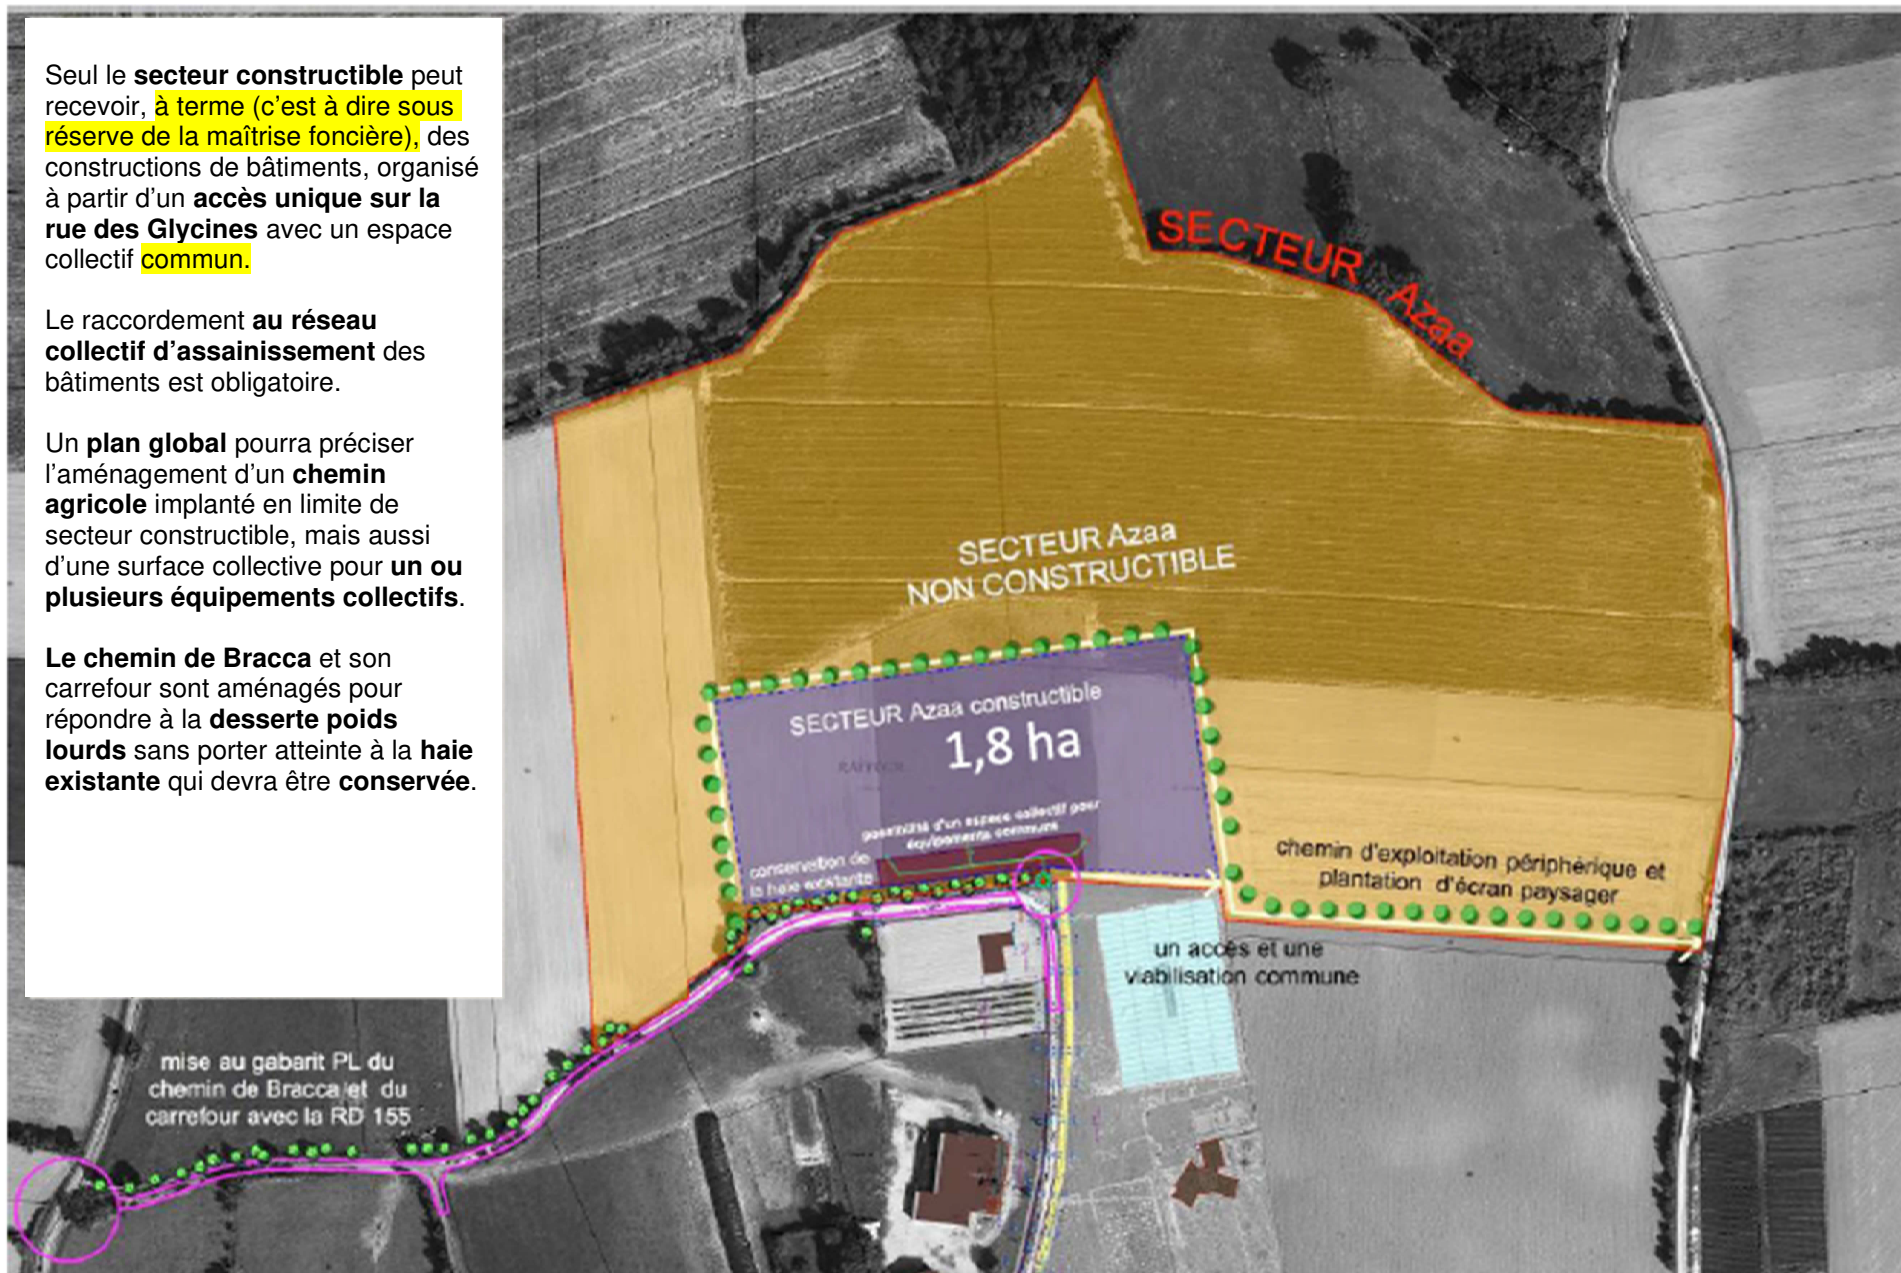 Seul le secteur constructible peut
recevoir, à terme (c'est à dire sous
réserve de la maîtrise foncière), des
constructions de bâtiments, organisé
à partir d'un accès unique sur la
rue des Glycines avec un espace
collectif commun.
Le raccordement au réseau
collectif d'assainissement des
bâtiments est obligatoire.
Un plan global pourra préciser
l'aménagement d'un chemin
agricole implanté en limite de
secteur constructible, mais aussi
d'une surface collective pour un ou
plusieurs équipements collectifs.
Le chemin de Bracca et son
carrefour sont aménagés pour
répondre à la desserte poids
lourds sans porter atteinte à la haie
existante qui devra être conservée.
SECTEUR Azaa
SECTEUR Azaa
NON CONSTRUCTIBLE
SECTEUR Azaa constructible
1,8 ha
possibilité d'un espace collectif pour
équipements communs
conservation de
la haie existante
chemin d'exploitation périphérique et
plantation d'écran paysager
un accès et une
viabilisation commune
mise au gabarit PL du
chemin de Bracca et du
carrefour avec la RD 155